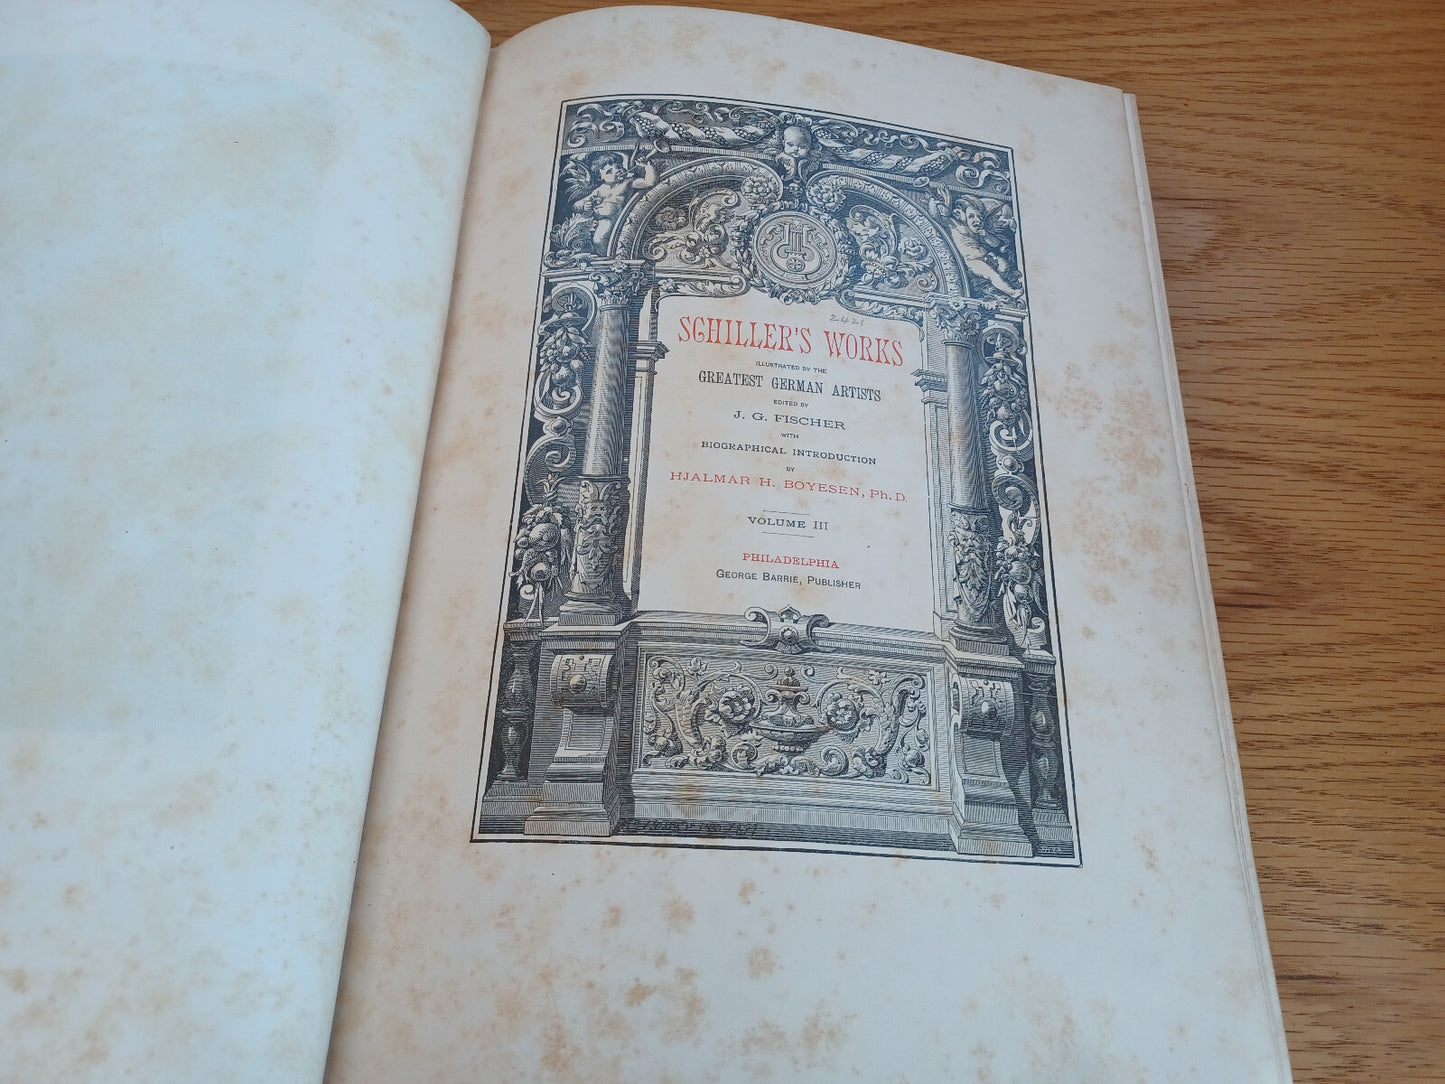 SCHILLER'S WORKS
ILLUSTRATED BY THE
GREATEST GERMAN ARTISTS
EDITED BY
J. G. FISCHER
WITH
BIOGRAPHICAL INTRODUCTION
BY
HJALMAR H. BOYESEN, Ph.D.
VOLUME III
PHILADELPHIA
GEORGE BARRIE, PUBLISHER